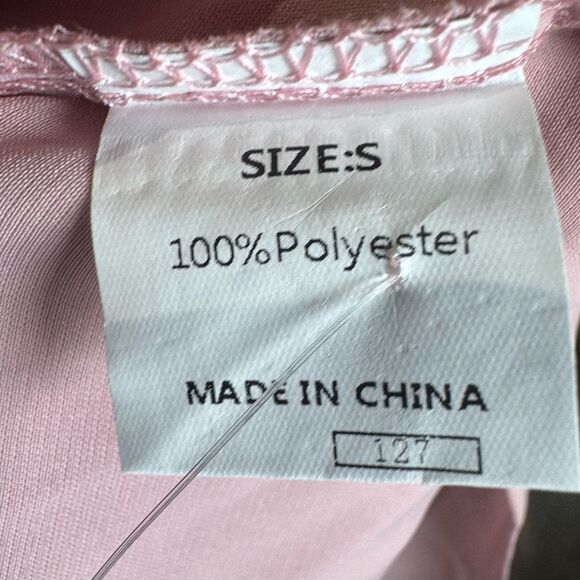 SIZE:S
100%Polyester
MADE IN CHINA
127